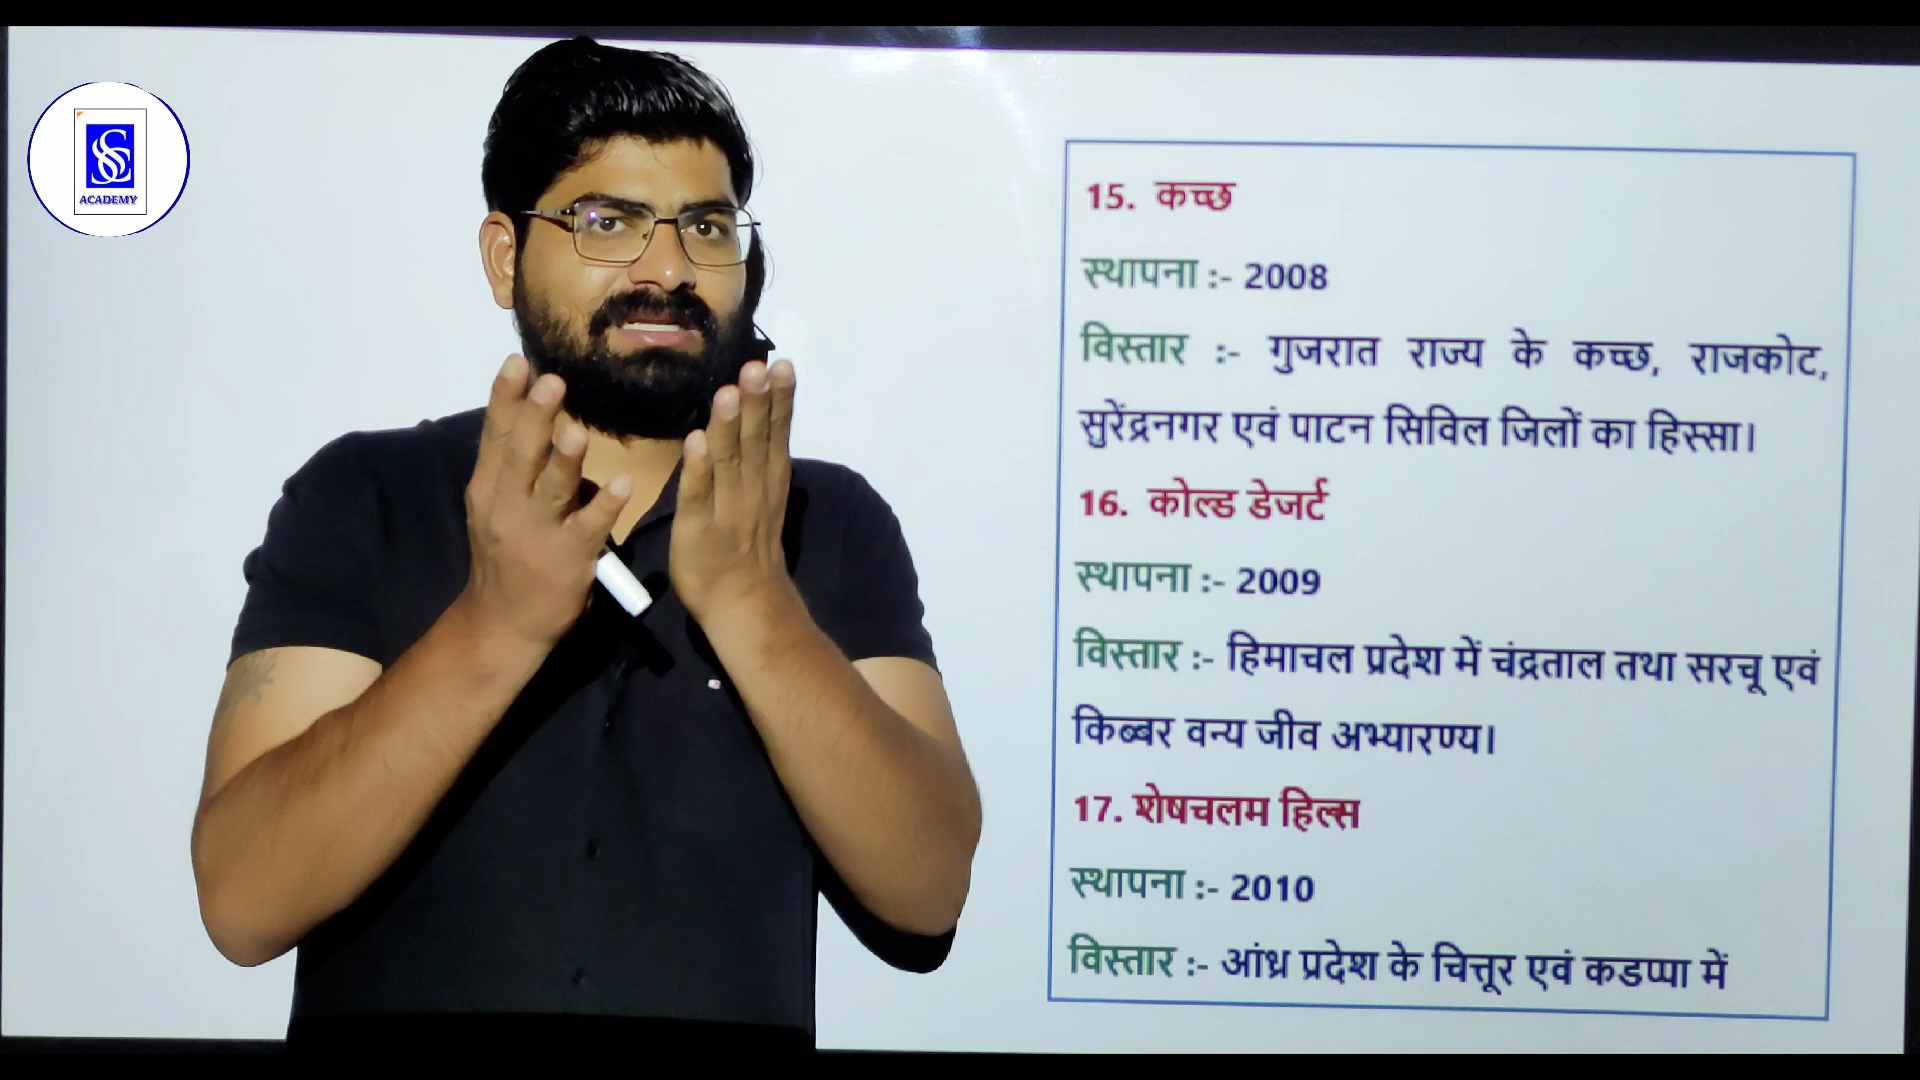 SSC
ACADEMY
15. कच्छ
स्थापना :- 2008
विस्तार :- गुजरात राज्य के कच्छ, राजकोट,
सुरेंद्रनगर एवं पाटन सिविल जिलों का हिस्सा।
16. कोल्ड डेजर्ट
स्थापना :- 2009
विस्तार :- हिमाचल प्रदेश में चंद्रताल तथा सरचू एवं
किब्बर वन्य जीव अभ्यारण्य।
17. शेषचलम हिल्स
स्थापना :- 2010
विस्तार :- आंध्र प्रदेश के चित्तूर एवं कडप्पा में